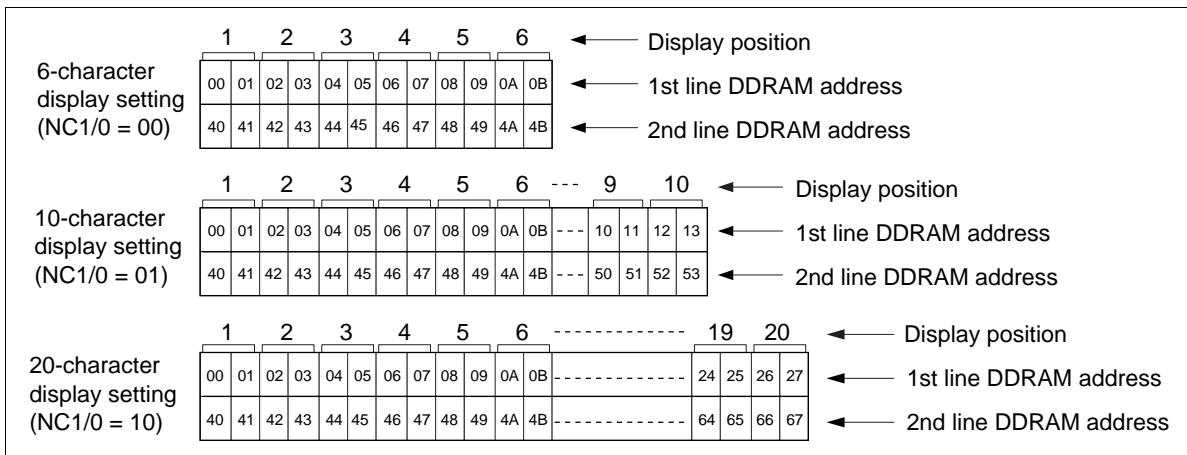 1 2 3 4 5 6 Display position
6-character display setting (NC1/0 = 00)
00 01 02 03 04 05 06 07 08 09 0A 0B 1st line DDRAM address
40 41 42 43 44 45 46 47 48 49 4A 4B 2nd line DDRAM address
1 2 3 4 5 6 --- 9 10 Display position
10-character display setting (NC1/0 = 01)
00 01 02 03 04 05 06 07 08 09 0A 0B --- 10 11 12 13 1st line DDRAM address
40 41 42 43 44 45 46 47 48 49 4A 4B --- 50 51 52 53 2nd line DDRAM address
1 2 3 4 5 6 --- 19 20 Display position
20-character display setting (NC1/0 = 10)
00 01 02 03 04 05 06 07 08 09 0A 0B --- 24 25 26 27 1st line DDRAM address
40 41 42 43 44 45 46 47 48 49 4A 4B --- 64 65 66 67 2nd line DDRAM address